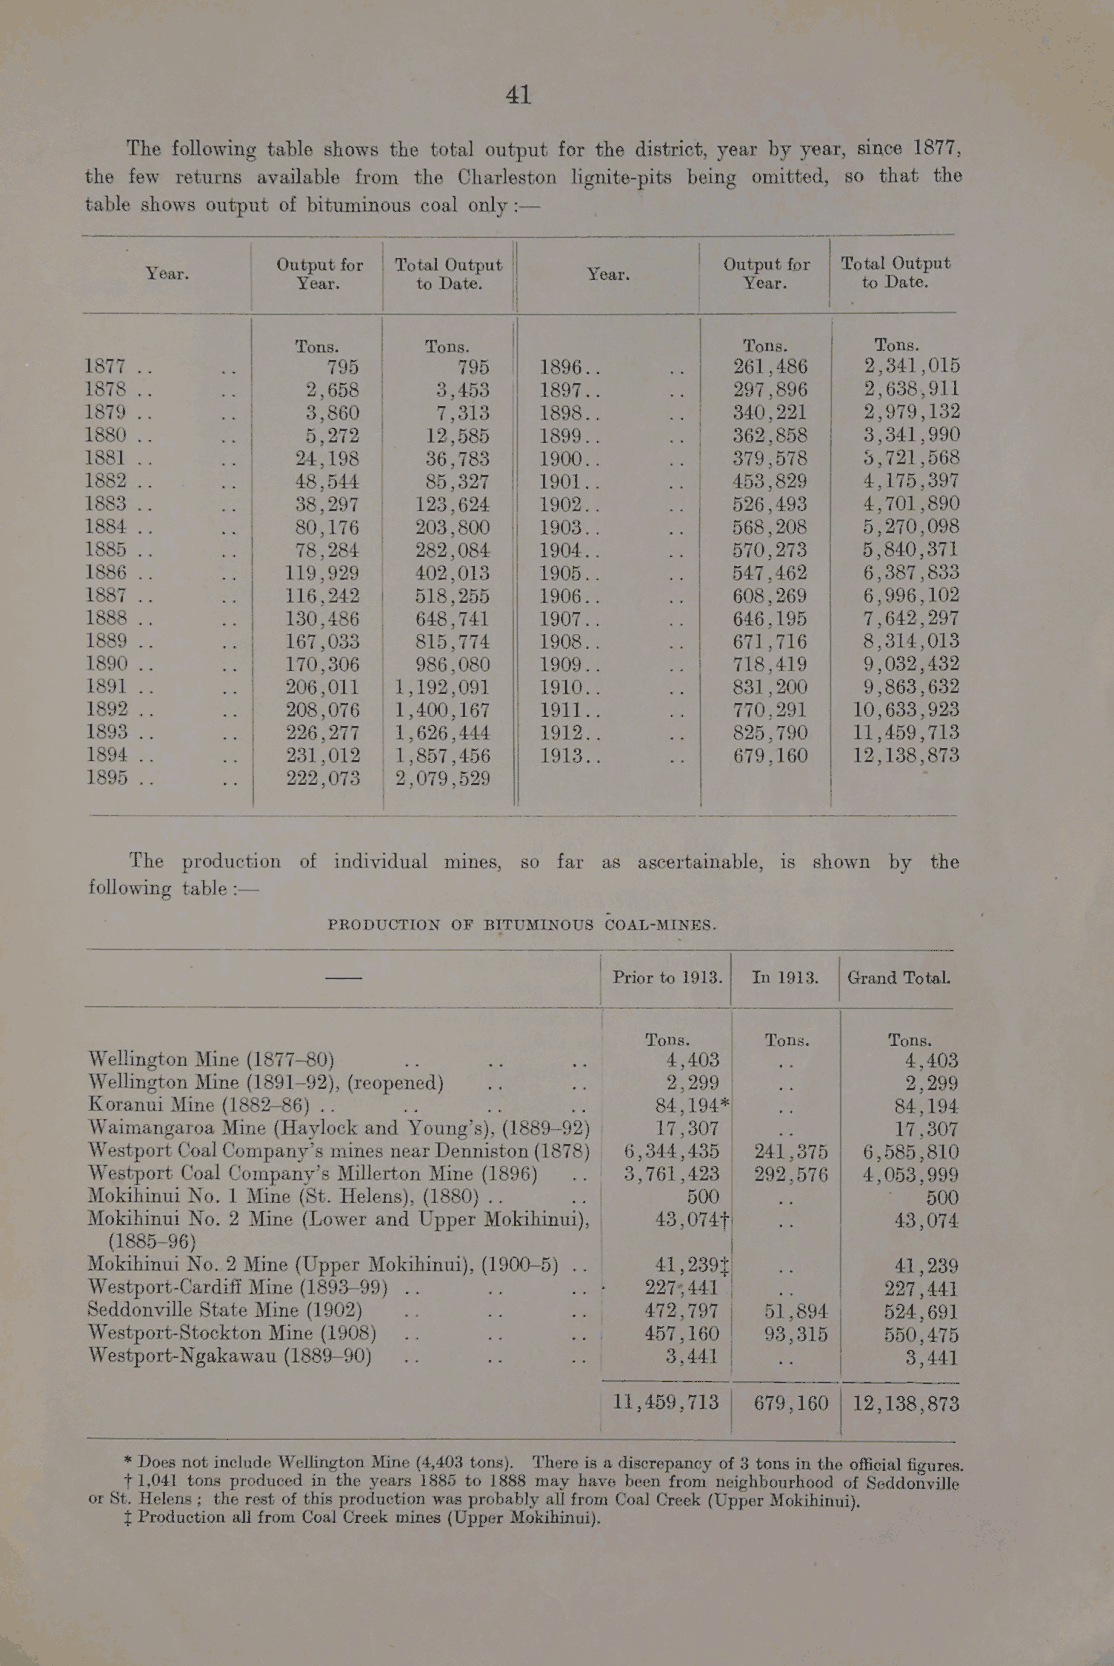 41
The following table shows the total output for the district, year by year, since 1877,
the few returns available from the Charleston lignite-pits being omitted, so that the
table shows output of bituminous coal only :—
Year. Output for Year. Total Output to Date. Year. Output for Year. Total Output to Date.
Tons. Tons. Tons. Tons.
1877 .. .. 795 795 1896.. .. 261,486 2,341,015
1878 .. .. 2,658 3,453 1897.. .. 297,896 2,638,911
1879 .. .. 3,860 7,313 1898.. .. 340,221 2,979,132
1880 .. .. 5,272 12,585 1899.. .. 362,858 3,341,990
1881 .. .. 24,198 36,783 1900.. .. 379,578 3,721,568
1882 .. .. 48,544 85,327 1901.. .. 453,829 4,175,397
1883 .. .. 38,297 123,624 1902.. .. 526,493 4,701,890
1884 .. .. 80,176 203,800 1903.. .. 568,208 5,270,098
1885 .. .. 78,284 282,084 1904.. .. 570,273 5,840,371
1886 .. .. 119,929 402,013 1905.. .. 547,462 6,387,833
1887 .. .. 116,242 518,255 1906.. .. 608,269 6,996,102
1888 .. .. 130,486 648,741 1907.. .. 646,195 7,642,297
1889 .. .. 167,033 815,774 1908.. .. 671,716 8,314,013
1890 .. .. 170,306 986,080 1909.. .. 718,419 9,032,432
1891 .. .. 206,011 1,192,091 1910.. .. 831,200 9,863,632
1892 .. .. 208,076 1,400,167 1911.. .. 770,291 10,633,923
1893 .. .. 226,277 1,626,444 1912.. .. 825,790 11,459,713
1894 .. .. 231,012 1,857,456 1913.. .. 679,160 12,138,873
1895 .. .. 222,073 2,079,529
The production of individual mines, so far as ascertainable, is shown by the
following table :—
PRODUCTION OF BITUMINOUS COAL-MINES.
— Prior to 1913. In 1913. Grand Total.
Tons. Tons. Tons.
Wellington Mine (1877–80) .. .. .. 4,403 .. 4,403
Wellington Mine (1891–92), (reopened) .. .. 2,299 .. 2,299
Koranui Mine (1882–86) .. .. .. .. 84,194* .. 84,194
Waimangaroa Mine (Haylock and Young's), (1889–92) 17,307 .. 17,307
Westport Coal Company's mines near Denniston (1878) 6,344,435 241,375 6,585,810
Westport Coal Company's Millerton Mine (1896) .. 3,761,423 292,576 4,053,999
Mokihinui No. 1 Mine (St. Helens), (1880) .. .. 500 .. 500
Mokihinui No. 2 Mine (Lower and Upper Mokihinui), 43,074† .. 43,074
(1885–96)
Mokihinui No. 2 Mine (Upper Mokihinui), (1900–5) .. 41,239‡ .. 41,239
Westport-Cardiff Mine (1893–99) .. .. .. 227,441 .. 227,441
Seddonville State Mine (1902) .. .. .. 472,797 51,894 524,691
Westport-Stockton Mine (1908) .. .. .. 457,160 93,315 550,475
Westport-Ngakawau (1889–90) .. .. .. 3,441 .. 3,441
11,459,713 679,160 12,138,873
* Does not include Wellington Mine (4,403 tons). There is a discrepancy of 3 tons in the official figures.
† 1,041 tons produced in the years 1885 to 1888 may have been from neighbourhood of Seddonville
or St. Helens ; the rest of this production was probably all from Coal Creek (Upper Mokihinui).
‡ Production all from Coal Creek mines (Upper Mokihinui).